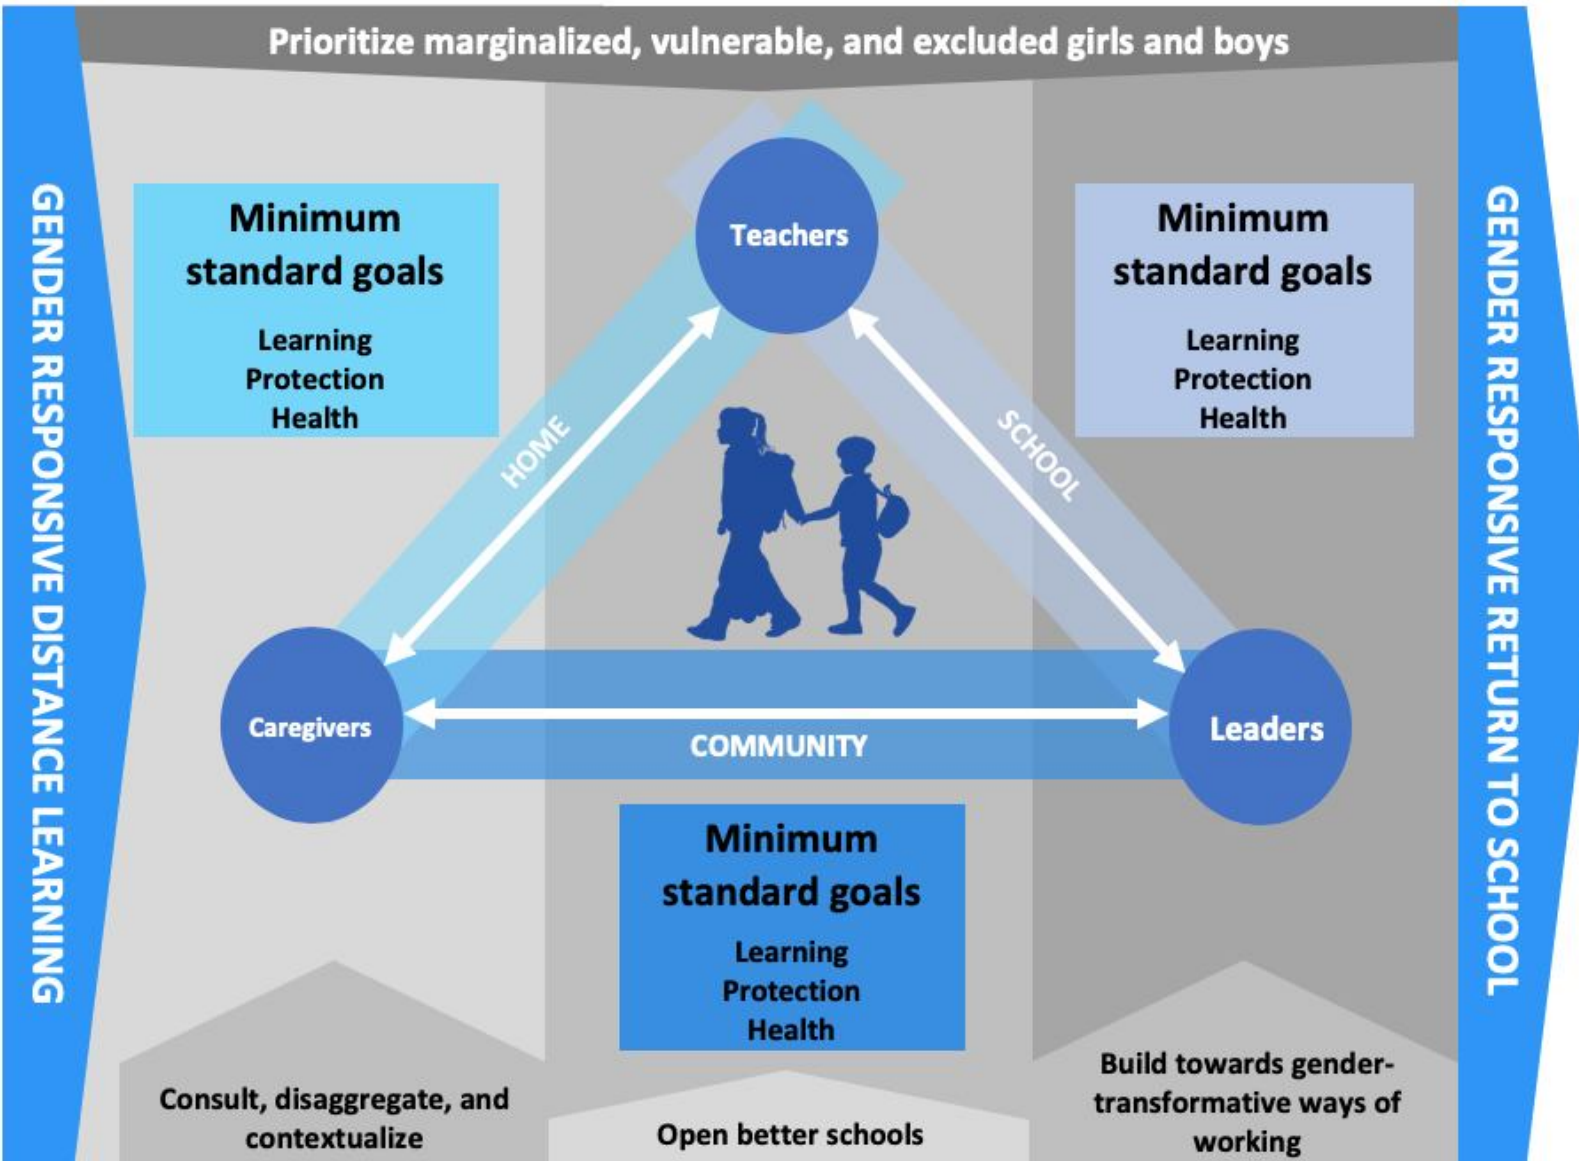 Prioritize marginalized, vulnerable, and excluded girls and boys
GENDER RESPONSIVE DISTANCE LEARNING
Minimum
standard goals
Learning
Protection
Health
Teachers
Minimum
standard goals
Learning
Protection
Health
GENDER RESPONSIVE RETURN TO SCHOOL
HOME
SCHOOL
Caregivers
COMMUNITY
Leaders
Minimum
standard goals
Learning
Protection
Health
Consult, disaggregate, and
contextualize
Open better schools
Build towards gender-
transformative ways of
working